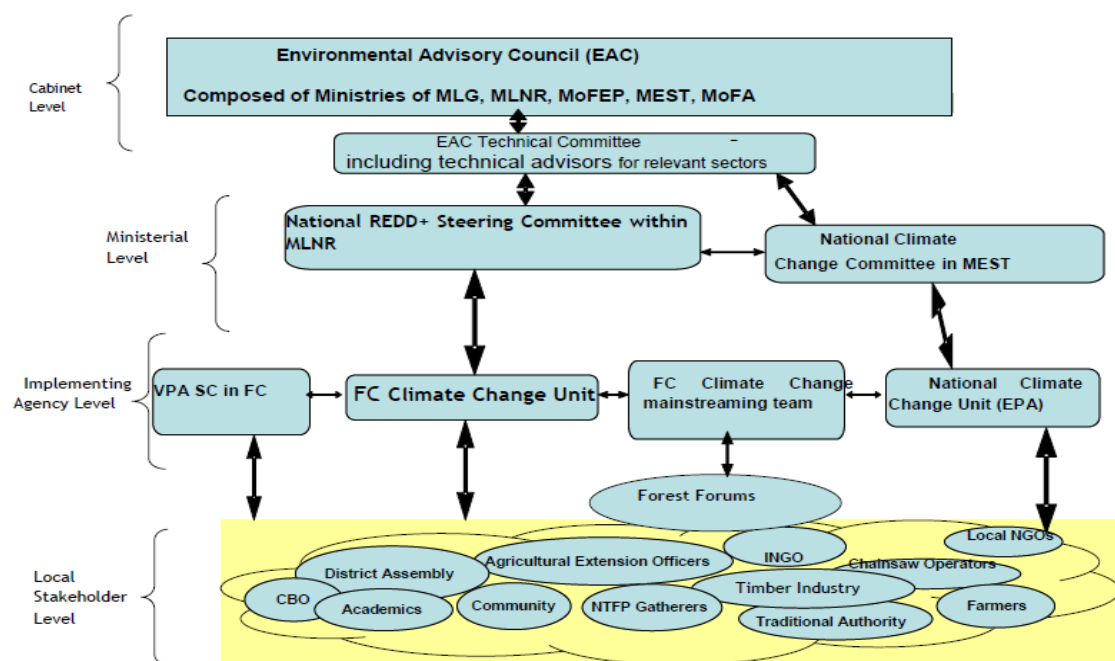 Cabinet
Level
Environmental Advisory Council (EAC)
Composed of Ministries of MLG, MLNR, MoFEP, MEST, MoFA
EAC Technical Committee -
including technical advisors for relevant sectors
Ministerial
Level
National REDD+ Steering Committee within
MLNR
National Climate
Change Committee in MEST
Implementing
Agency Level
VPA SC in FC
FC Climate Change Unit
FC Climate Change
mainstreaming team
National Climate
Change Unit (EPA)
Local
Stakeholder
Level
Forest Forums
Local NGOs
INGO
Agricultural Extension Officers
Chainsaw Operators
District Assembly
Timber Industry
CBO
Academics
Community
NTFP Gatherers
Farmers
Traditional Authority